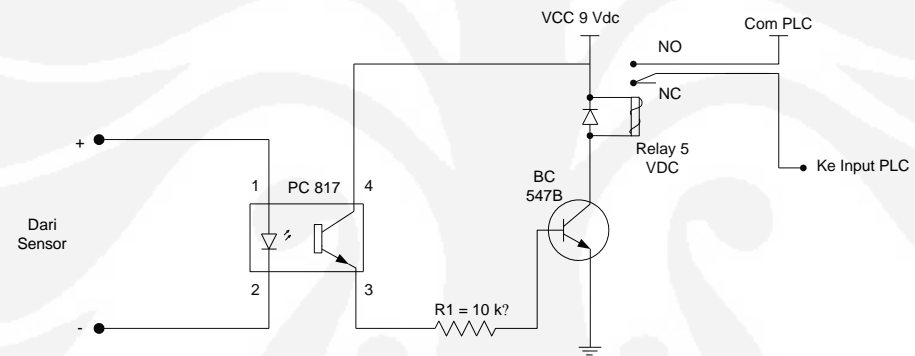 VCC 9 Vdc
Com PLC
NO
NC
+
Relay 5
VDC
Ke Input PLC
BC
547B
1
PC 817
4
Dari
Sensor
2
3
R1 = 10 k?
-